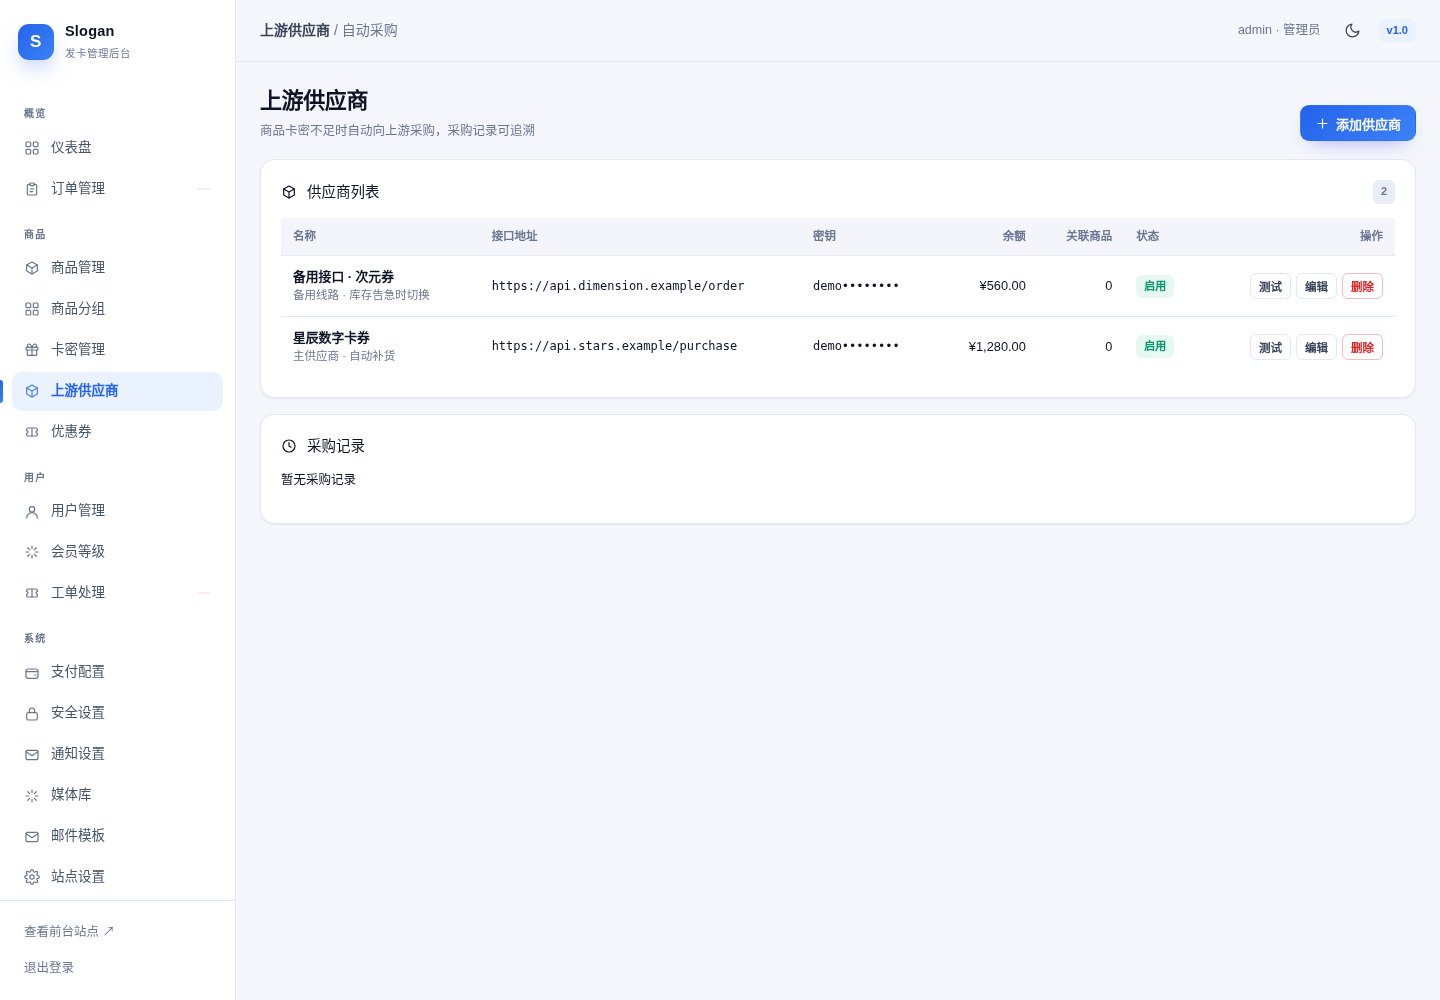 S
Slogan
发卡管理后台
概览
仪表盘
订单管理
商品
商品管理
商品分组
卡密管理
上游供应商
优惠券
用户
用户管理
会员等级
工单处理
系统
支付配置
安全设置
通知设置
媒体库
邮件模板
站点设置
查看前台站点 ↗
退出登录
上游供应商 / 自动采购
admin · 管理员
v1.0
上游供应商
商品卡密不足时自动向上游采购，采购记录可追溯
添加供应商
供应商列表
2
名称 接口地址 密钥 余额 关联商品 状态 操作
备用接口 · 次元券
备用线路 · 库存告急时切换
https://api.dimension.example/order demo•••••••• ¥560.00 0 启用 测试 编辑 删除
星辰数字卡券
主供应商 · 自动补货
https://api.stars.example/purchase demo•••••••• ¥1,280.00 0 启用 测试 编辑 删除
采购记录
暂无采购记录